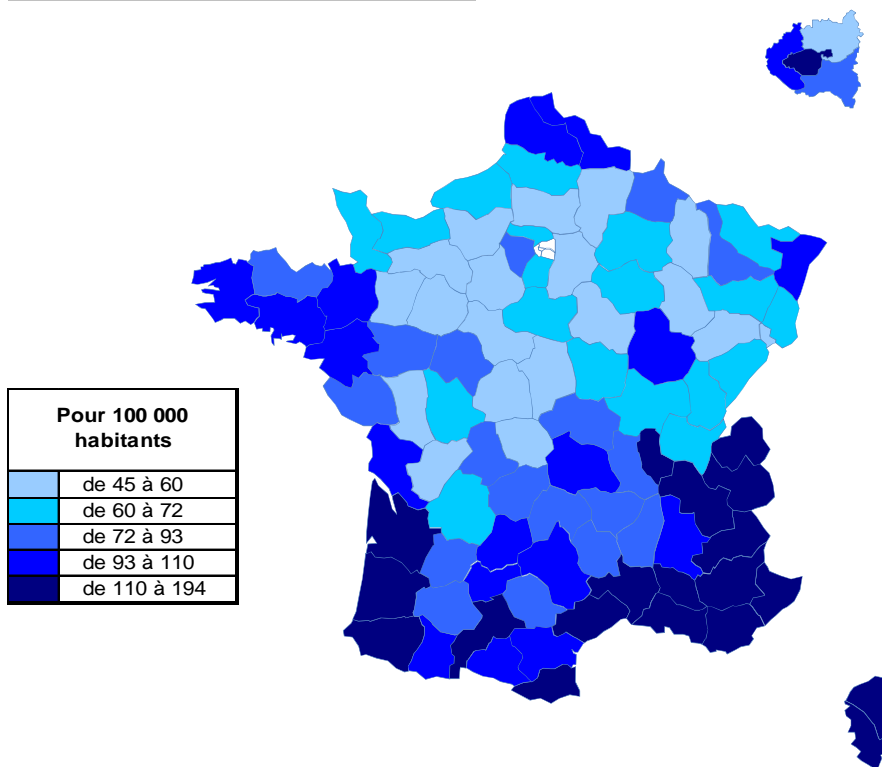 Pour 100 000
habitants
de 45 à 60
de 60 à 72
de 72 à 93
de 93 à 110
de 110 à 194